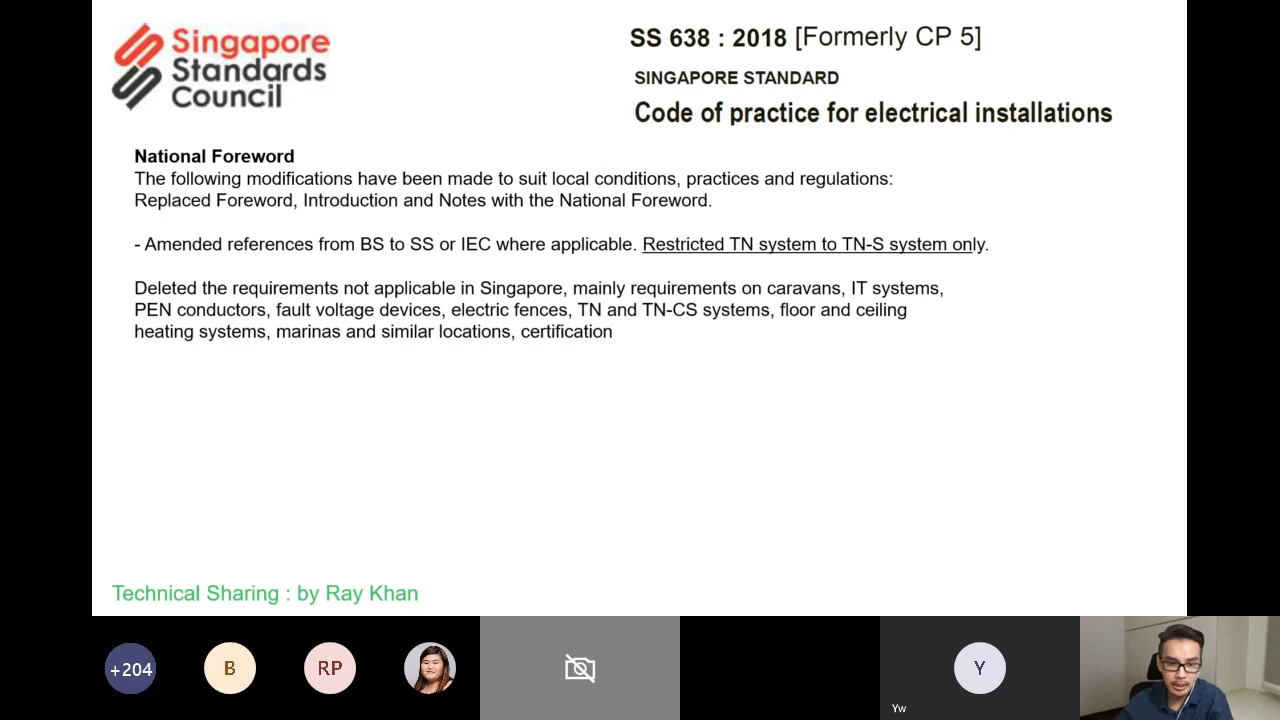 Singapore
Standards
Council
SS 638 : 2018 [Formerly CP 5]
SINGAPORE STANDARD
Code of practice for electrical installations
National Foreword
The following modifications have been made to suit local conditions, practices and regulations:
Replaced Foreword, Introduction and Notes with the National Foreword.
- Amended references from BS to SS or IEC where applicable. Restricted TN system to TN-S system only.
Deleted the requirements not applicable in Singapore, mainly requirements on caravans, IT systems,
PEN conductors, fault voltage devices, electric fences, TN and TN-CS systems, floor and ceiling
heating systems, marinas and similar locations, certification
Technical Sharing : by Ray Khan
+204
B
RP
Y
Yw